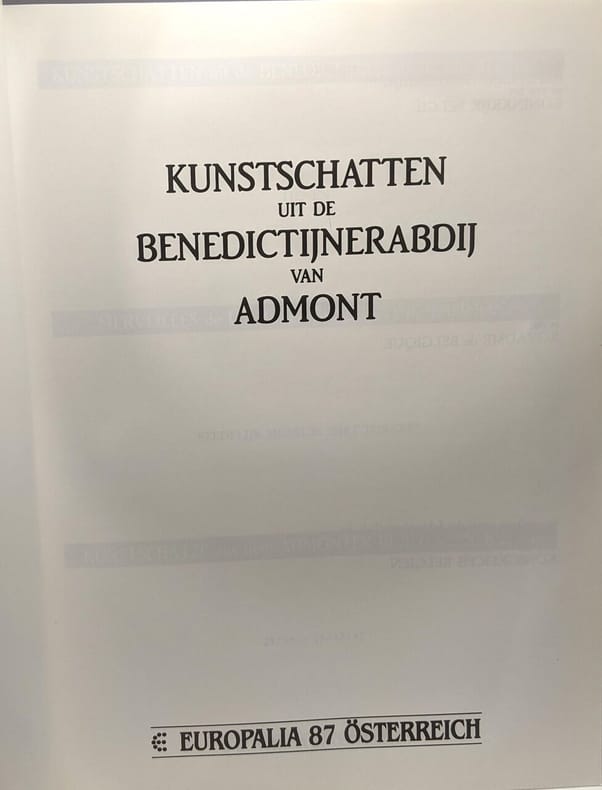 KUNSTSCHATTEN
UIT DE
BENEDICTIJNERABDIJ
VAN
ADMONT
EUROPALIA 87 ÖSTERREICH